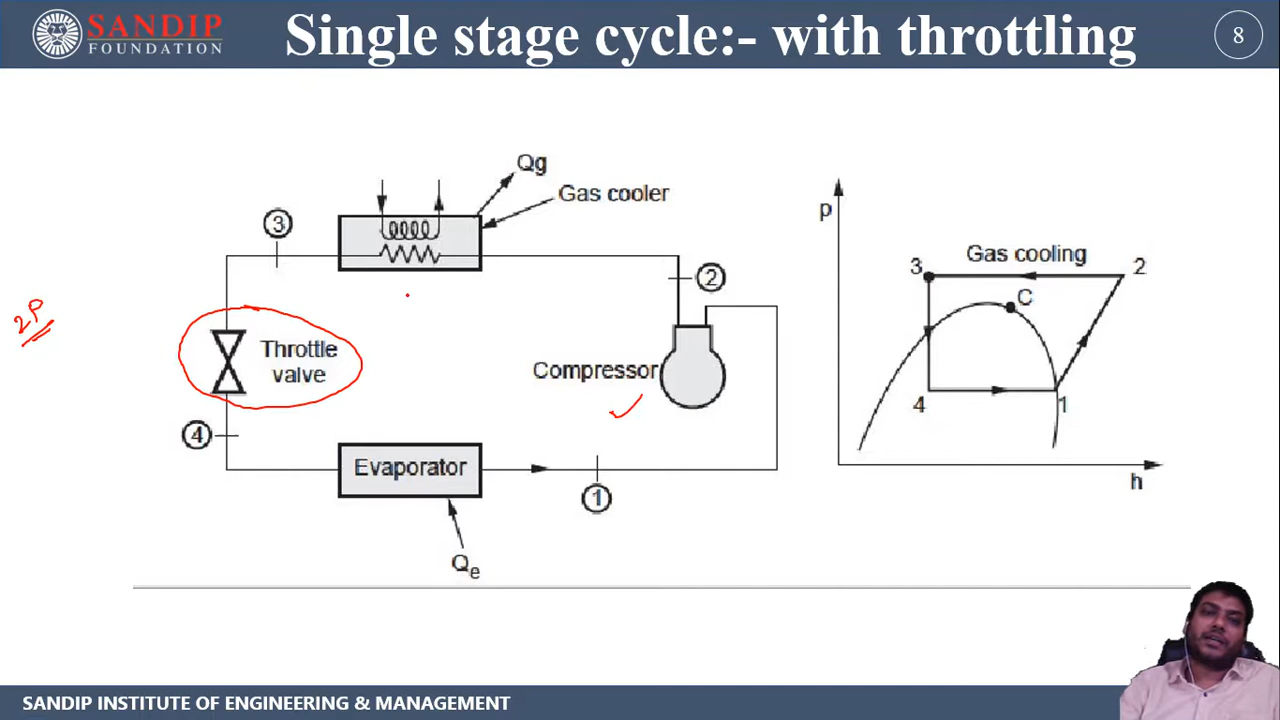 SANDIP
FOUNDATION
Single stage cycle:- with throttling
8
Qg
Gas cooler
3
2
Throttle
valve
Compressor
4
Evaporator
1
Qe
p
Gas cooling
3
2
C
4
1
h
SANDIP INSTITUTE OF ENGINEERING & MANAGEMENT